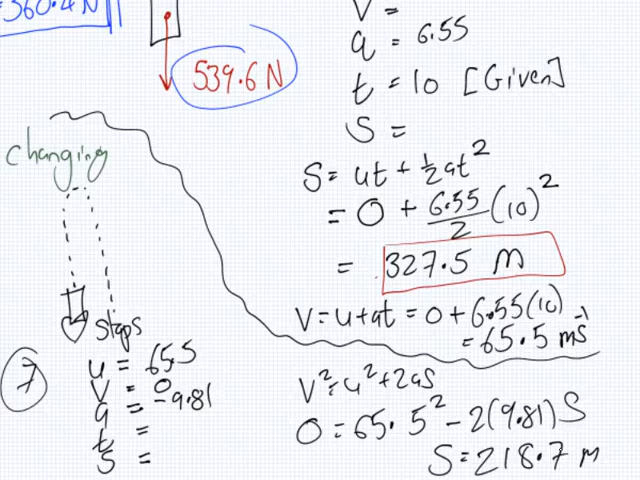 360.4 N
539.6 N
V =
a = 6.55
t = 10 [Given]
S =
S = ut + ½at²
= 0 + 6.55/2 (10)²
= 327.5 m
V = u + at = 0 + 6.55(10)
= 65.5 ms⁻¹
changing
stops
7
u = 65.5
V = 0
a = -9.81
t =
S =
V² = u² + 2as
0 = 65.5² - 2(9.81) S
S = 218.7 m